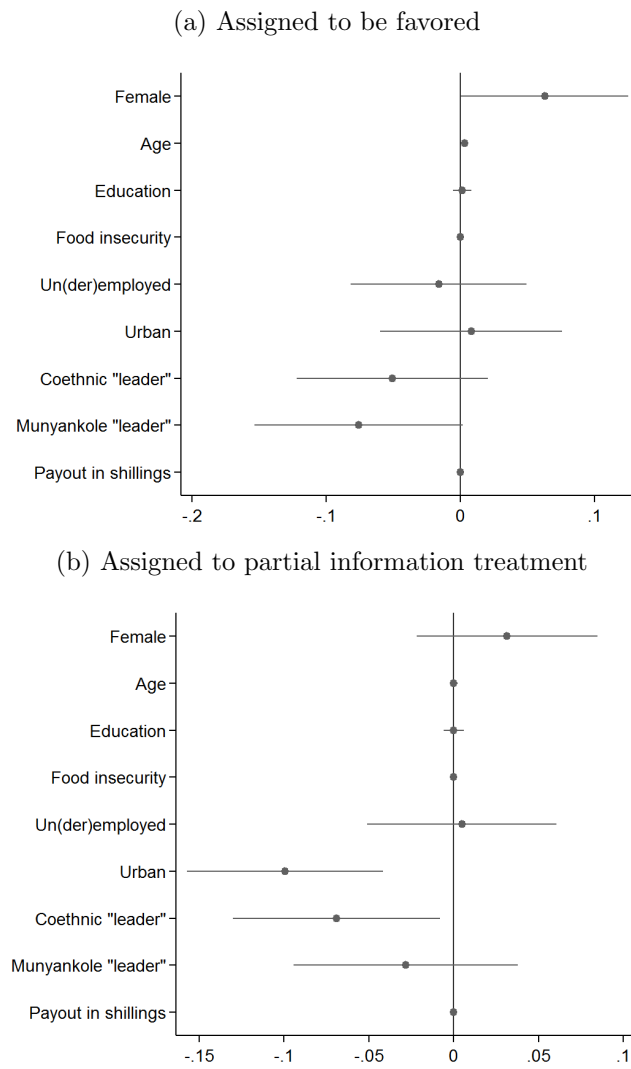 (a) Assigned to be favored
Female
Age
Education
Food insecurity
Un(der)employed
Urban
Coethnic "leader"
Munyankole "leader"
Payout in shillings
-.2 -.1 0 .1
(b) Assigned to partial information treatment
Female
Age
Education
Food insecurity
Un(der)employed
Urban
Coethnic "leader"
Munyankole "leader"
Payout in shillings
-.15 -.1 -.05 0 .05 .1